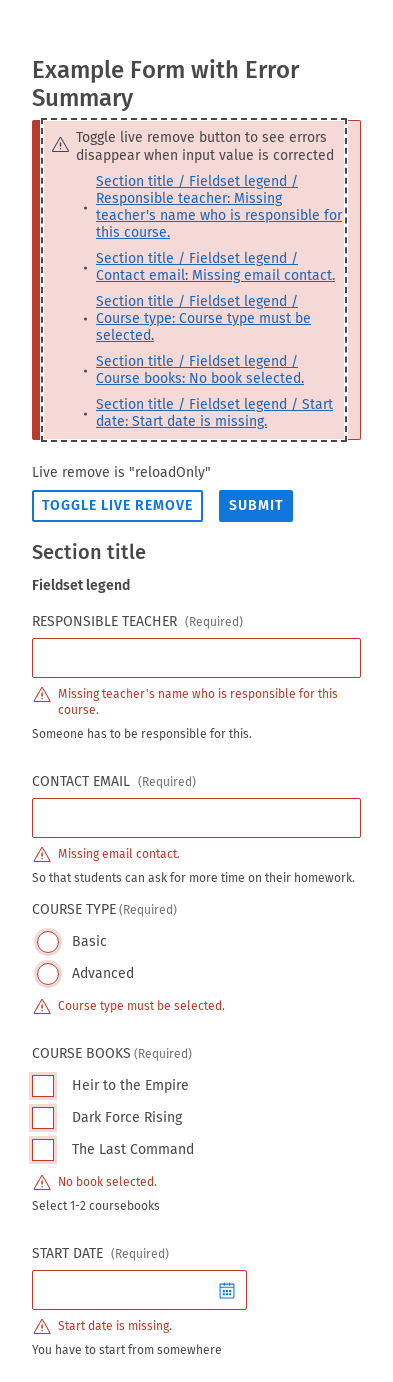 Example Form with Error
Summary
Toggle live remove button to see errors
disappear when input value is corrected
Section title / Fieldset legend /
Responsible teacher: Missing
teacher's name who is responsible for
this course.
Section title / Fieldset legend /
Contact email: Missing email contact.
Section title / Fieldset legend /
Course type: Course type must be
selected.
Section title / Fieldset legend /
Course books: No book selected.
Section title / Fieldset legend / Start
date: Start date is missing.
Live remove is "reloadOnly"
TOGGLE LIVE REMOVE SUBMIT
Section title
Fieldset legend
RESPONSIBLE TEACHER (Required)
Missing teacher's name who is responsible for this
course.
Someone has to be responsible for this.
CONTACT EMAIL (Required)
Missing email contact.
So that students can ask for more time on their homework.
COURSE TYPE (Required)
Basic
Advanced
Course type must be selected.
COURSE BOOKS (Required)
Heir to the Empire
Dark Force Rising
The Last Command
No book selected.
Select 1-2 coursebooks
START DATE (Required)
Start date is missing.
You have to start from somewhere